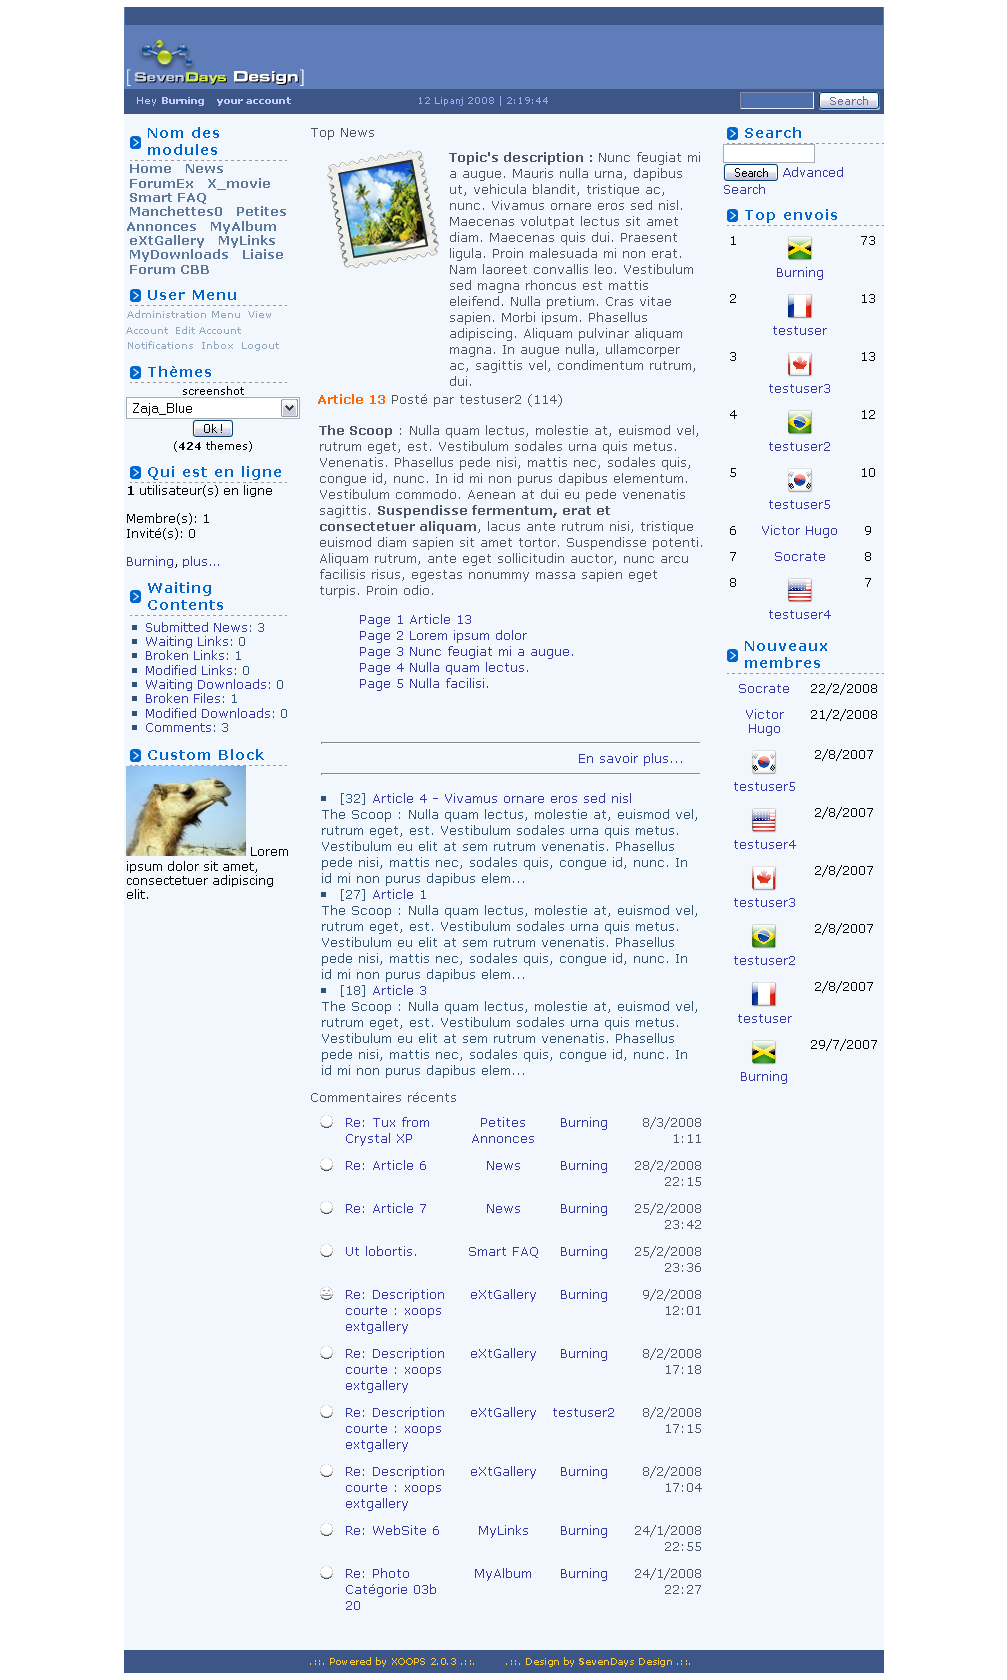 [SevenDays Design]
Hey Burning your account
12 Lipanj 2008 | 2:19:44
Search
Nom des
modules
Home News
ForumEx X_movie
Smart FAQ
Manchettes0 Petites
Annonces MyAlbum
eXtGallery MyLinks
MyDownloads Liaise
Forum CBB
User Menu
Administration Menu View
Account Edit Account
Notifications Inbox Logout
Thèmes
screenshot
Zaja_Blue
Ok !
(424 themes)
Qui est en ligne
1 utilisateur(s) en ligne
Membre(s): 1
Invité(s): 0
Burning, plus...
Waiting
Contents
Submitted News: 3
Waiting Links: 0
Broken Links: 1
Modified Links: 0
Waiting Downloads: 0
Broken Files: 1
Modified Downloads: 0
Comments: 3
Custom Block
Lorem
ipsum dolor sit amet,
consectetuer adipiscing
elit.
Top News
Topic's description : Nunc feugiat mi
a augue. Mauris nulla urna, dapibus
ut, vehicula blandit, tristique ac,
nunc. Vivamus ornare eros sed nisl.
Maecenas volutpat lectus sit amet
diam. Maecenas quis dui. Praesent
ligula. Proin malesuada mi non erat.
Nam laoreet convallis leo. Vestibulum
sed magna rhoncus est mattis
eleifend. Nulla pretium. Cras vitae
sapien. Morbi ipsum. Phasellus
adipiscing. Aliquam pulvinar aliquam
magna. In augue nulla, ullamcorper
ac, sagittis vel, condimentum rutrum,
dui.
Article 13 Posté par testuser2 (114)
The Scoop : Nulla quam lectus, molestie at, euismod vel,
rutrum eget, est. Vestibulum sodales urna quis metus.
Venenatis. Phasellus pede nisi, mattis nec, sodales quis,
congue id, nunc. In id mi non purus dapibus elementum.
Vestibulum commodo. Aenean at dui eu pede venenatis
sagittis. Suspendisse fermentum, erat et
consectetuer aliquam, lacus ante rutrum nisi, tristique
euismod diam sapien sit amet tortor. Suspendisse potenti.
Aliquam rutrum, ante eget sollicitudin auctor, nunc arcu
facilisis risus, egestas nonummy massa sapien eget
turpis. Proin odio.
Page 1 Article 13
Page 2 Lorem ipsum dolor
Page 3 Nunc feugiat mi a augue.
Page 4 Nulla quam lectus.
Page 5 Nulla facilisi.
En savoir plus...
[32] Article 4 - Vivamus ornare eros sed nisl
The Scoop : Nulla quam lectus, molestie at, euismod vel,
rutrum eget, est. Vestibulum sodales urna quis metus.
Vestibulum eu elit at sem rutrum venenatis. Phasellus
pede nisi, mattis nec, sodales quis, congue id, nunc. In
id mi non purus dapibus elem...
[27] Article 1
The Scoop : Nulla quam lectus, molestie at, euismod vel,
rutrum eget, est. Vestibulum sodales urna quis metus.
Vestibulum eu elit at sem rutrum venenatis. Phasellus
pede nisi, mattis nec, sodales quis, congue id, nunc. In
id mi non purus dapibus elem...
[18] Article 3
The Scoop : Nulla quam lectus, molestie at, euismod vel,
rutrum eget, est. Vestibulum sodales urna quis metus.
Vestibulum eu elit at sem rutrum venenatis. Phasellus
pede nisi, mattis nec, sodales quis, congue id, nunc. In
id mi non purus dapibus elem...
Commentaires récents
Re: Tux from Petites Burning 8/3/2008
Crystal XP Annonces 1:11
Re: Article 6 News Burning 28/2/2008
22:15
Re: Article 7 News Burning 25/2/2008
23:42
Ut lobortis. Smart FAQ Burning 25/2/2008
23:36
Re: Description eXtGallery Burning 9/2/2008
courte : xoops 12:01
extgallery
Re: Description eXtGallery Burning 8/2/2008
courte : xoops 17:18
extgallery
Re: Description eXtGallery testuser2 8/2/2008
courte : xoops 17:15
extgallery
Re: Description eXtGallery Burning 8/2/2008
courte : xoops 17:04
extgallery
Re: WebSite 6 MyLinks Burning 24/1/2008
22:55
Re: Photo MyAlbum Burning 24/1/2008
Catégorie 03b 22:27
20
Search
Search Advanced
Search
Top envois
1 73
Burning
2 13
testuser
3 13
testuser3
4 12
testuser2
5 10
testuser5
6 Victor Hugo 9
7 Socrate 8
8 7
testuser4
Nouveaux
membres
Socrate 22/2/2008
Victor 21/2/2008
Hugo
2/8/2007
testuser5
2/8/2007
testuser4
2/8/2007
testuser3
2/8/2007
testuser2
2/8/2007
testuser
29/7/2007
Burning
.::. Powered by XOOPS 2.0.3 .::. .::. Design by SevenDays Design .::.